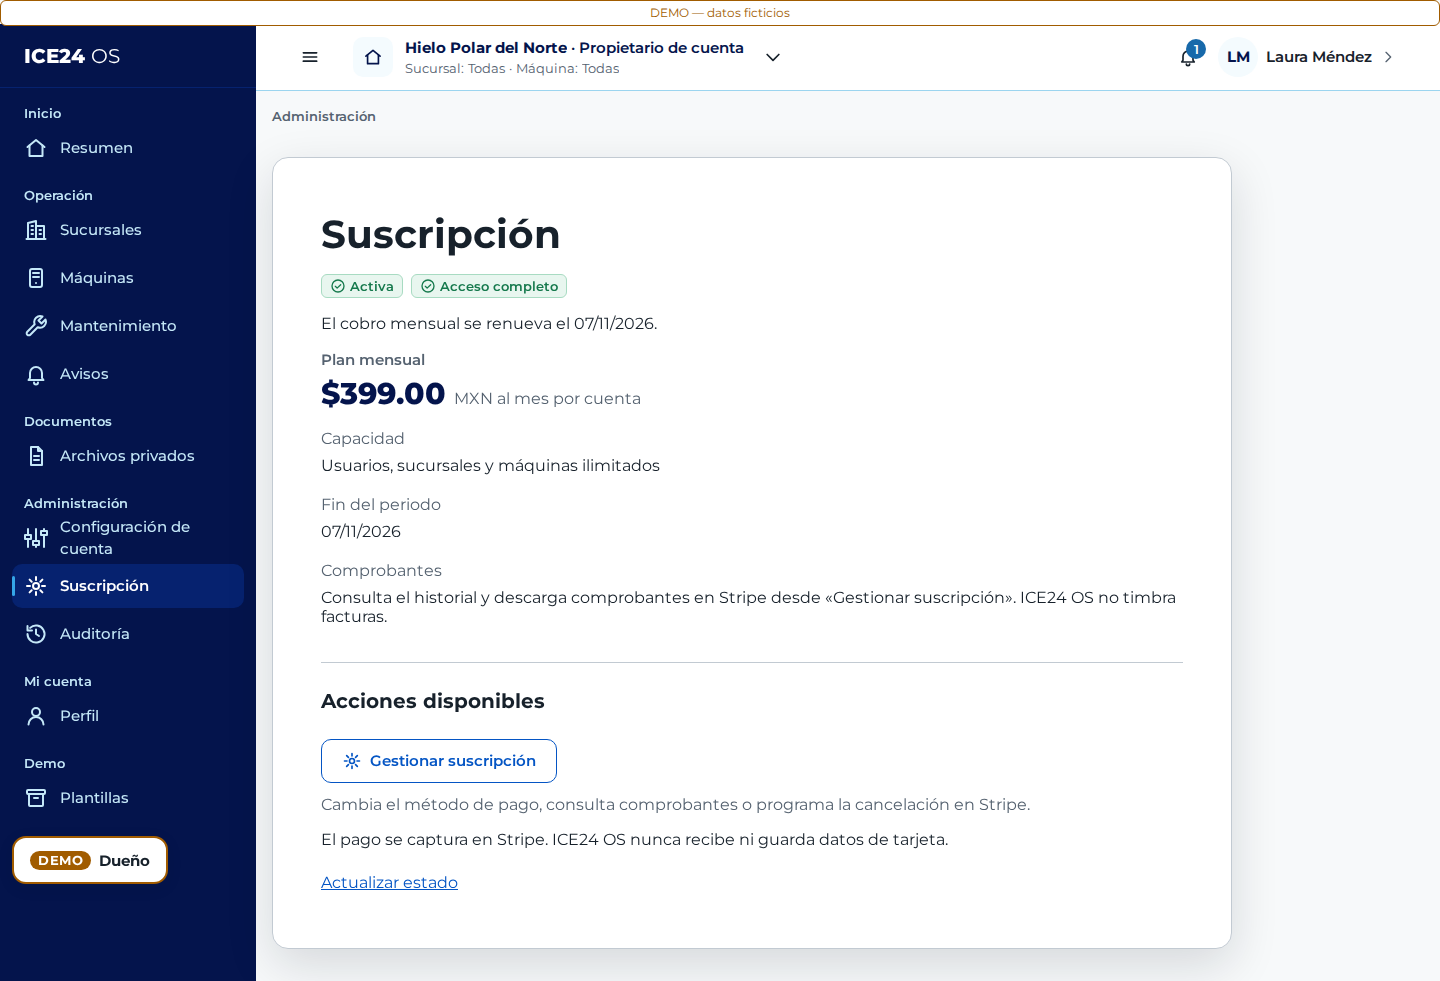 DEMO — datos ficticios
ICE24 OS
Inicio
Resumen
Operación
Sucursales
Máquinas
Mantenimiento
Avisos
Documentos
Archivos privados
Administración
Configuración de
cuenta
Suscripción
Auditoría
Mi cuenta
Perfil
Demo
Plantillas
DEMO Dueño
Hielo Polar del Norte · Propietario de cuenta
Sucursal: Todas · Máquina: Todas
1
LM Laura Méndez
Administración
Suscripción
Activa Acceso completo
El cobro mensual se renueva el 07/11/2026.
Plan mensual
$399.00 MXN al mes por cuenta
Capacidad
Usuarios, sucursales y máquinas ilimitados
Fin del periodo
07/11/2026
Comprobantes
Consulta el historial y descarga comprobantes en Stripe desde «Gestionar suscripción». ICE24 OS no timbra
facturas.
Acciones disponibles
Gestionar suscripción
Cambia el método de pago, consulta comprobantes o programa la cancelación en Stripe.
El pago se captura en Stripe. ICE24 OS nunca recibe ni guarda datos de tarjeta.
Actualizar estado